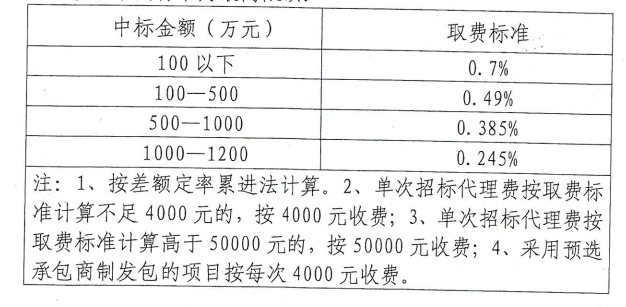 中标金额（万元） 取费标准
100 以下 0.7%
100—500 0.49%
500—1000 0.385%
1000—1200 0.245%
注：1、按差额定率累进法计算。2、单次招标代理费按取费标
准计算不足 4000 元的，按 4000 元收费；3、单次招标代理费按
取费标准计算高于 50000 元的，按 50000 元收费；4、采用预选
承包商制发包的项目按每次 4000 元收费。